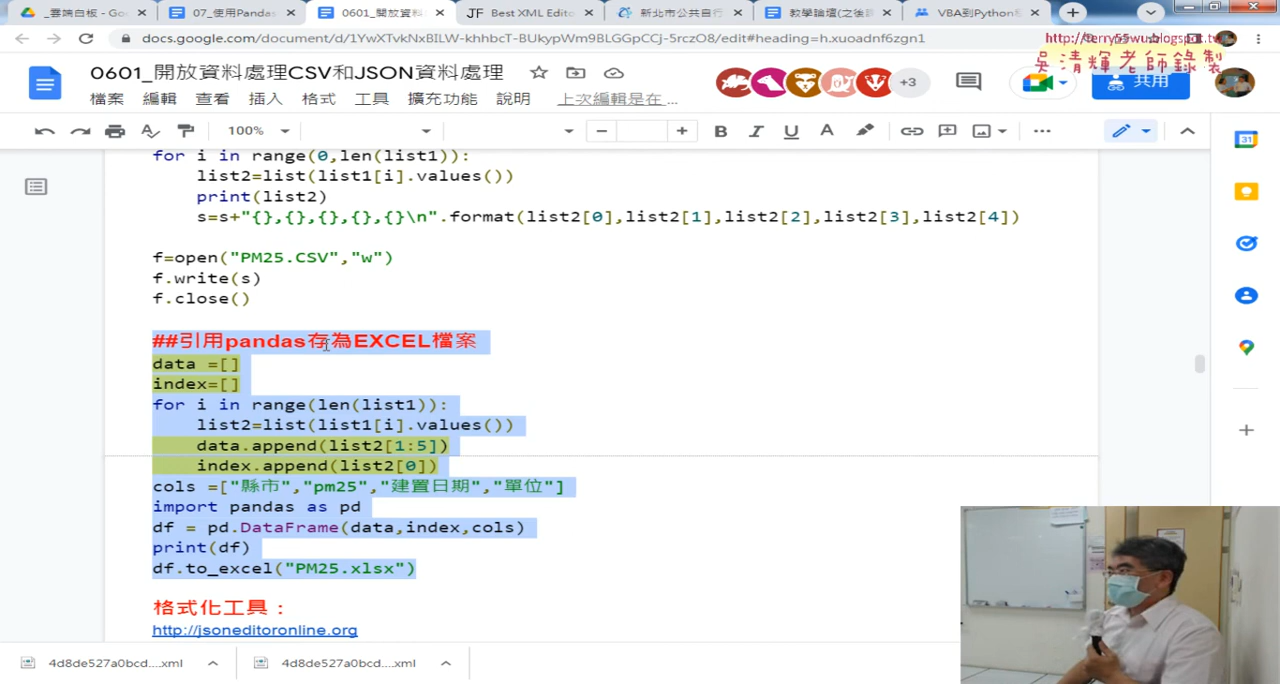 _雲端白板 - Go
07_使用Pandas
0601_開放資料
Best XML Edito
新北市公共自行
教學論壇(之後
VBA到Python
docs.google.com/document/d/1YwXTvkNxBILW-khhbcT-BUkypWm9BLGGpCCj-5rczO8/edit#heading=h.xuoadnf6zgn1
http://terry55wu.blogspot.tw
吳清輝老師錄製
0601_開放資料處理CSV和JSON資料處理
+3
共用
檔案 編輯 查看 插入 格式 工具 擴充功能 說明 上次編輯是在 ...
100%
for i in range(0,len(list1)):
list2=list(list1[i].values())
print(list2)
s=s+"{},{},{},{},{}\n".format(list2[0],list2[1],list2[2],list2[3],list2[4])
f=open("PM25.CSV","w")
f.write(s)
f.close()
##引用pandas存為EXCEL檔案
data =[]
index=[]
for i in range(len(list1)):
list2=list(list1[i].values())
data.append(list2[1:5])
index.append(list2[0])
cols =["縣市","pm25","建置日期","單位"]
import pandas as pd
df = pd.DataFrame(data,index,cols)
print(df)
df.to_excel("PM25.xlsx")
格式化工具：
http://jsoneditoronline.org
4d8de527a0bcd....xml
4d8de527a0bcd....xml